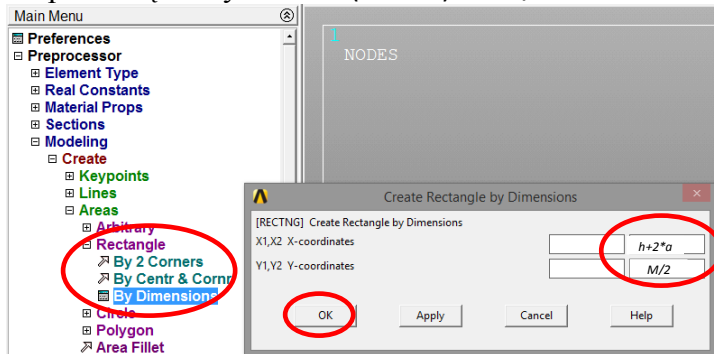 Main Menu
Preferences
Preprocessor
Element Type
Real Constants
Material Props
Sections
Modeling
Create
Keypoints
Lines
Areas
Arbitrary
Rectangle
By 2 Corners
By Centr & Cornr
By Dimensions
Circle
Polygon
Area Fillet
1
NODES
Create Rectangle by Dimensions
[RECTNG] Create Rectangle by Dimensions
X1,X2 X-coordinates
h+2*a
Y1,Y2 Y-coordinates
M/2
OK Apply Cancel Help